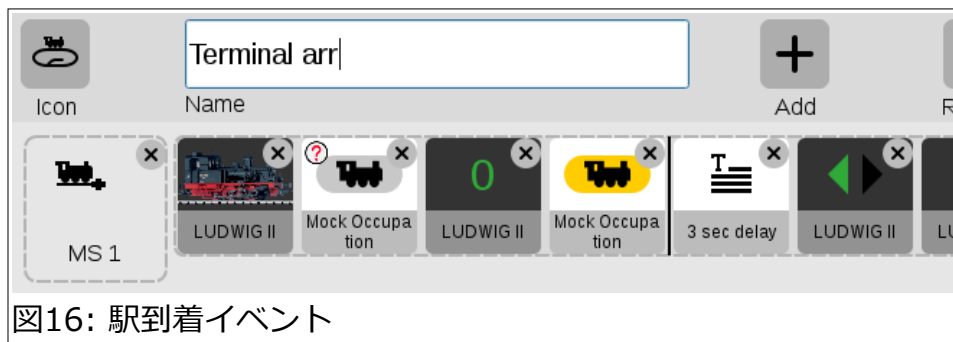 Terminal arr
Icon
Name
Add
R
MS 1
LUDWIG II
?
Mock Occupa
tion
0
LUDWIG II
Mock Occupa
tion
T
3 sec delay
LUDWIG II
LU
図16: 駅到着イベント